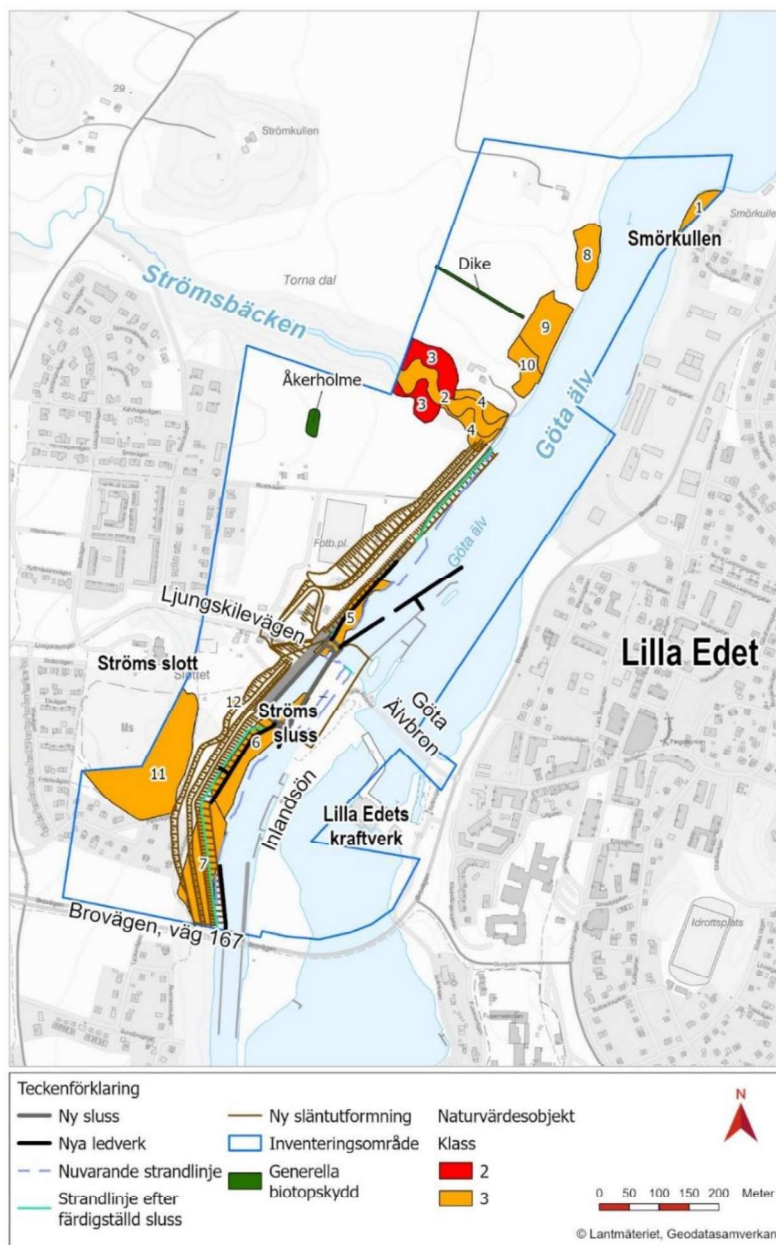 29
Strömkullen
1
Smörkullen
Smörkullen
8
Dike
Torna dal
Strömsbäcken
9
10
3
2
3
4
4
Göta älv
Åkerholme
Fotb.pl.
Göta älv
Ljungskilevägen
5
Lilla Edet
Ströms slott
Slottet
12
Ströms
sluss
Göta
Älvbron
Ms
6
11
Inlandsön
Lilla Edets
kraftverk
7
Idrottsplats
Brovägen, väg 167
Teckenförklaring
Ny sluss
Nya ledverk
Nuvarande strandlinje
Strandlinje efter
färdigställd sluss
Ny släntutformning
Inventeringsområde
Generella
biotopskydd
Naturvärdesobjekt
Klass
2
3
N
0 50 100 150 200 Meter
© Lantmäteriet, Geodatasamverkan